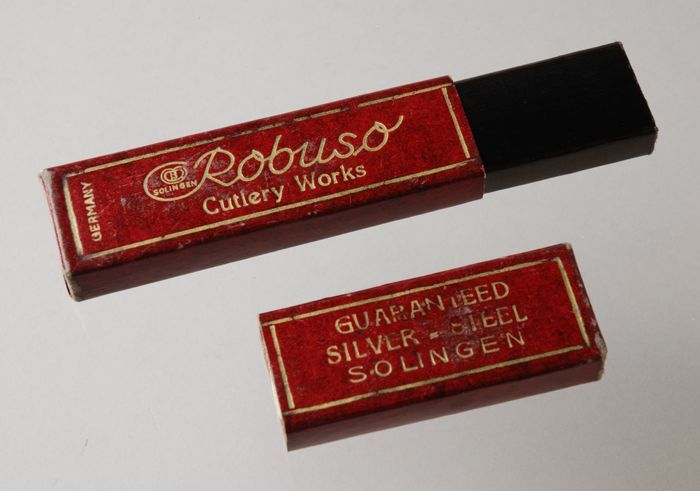 GERMANY
SOLINGEN
Robuso
Cutlery Works
GUARANTEED
SILVER = STEEL
SOLINGEN